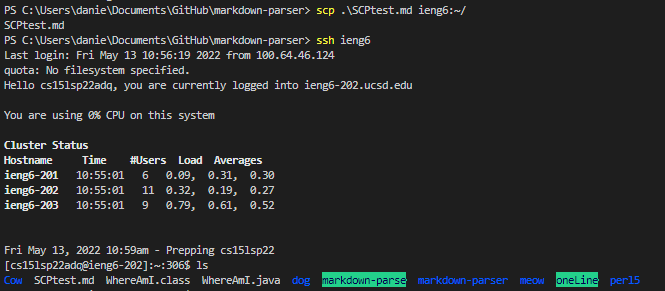 PS C:\Users\danie\Documents\GitHub\markdown-parser> scp .\SCPtest.md ieng6:~/
SCPtest.md
PS C:\Users\danie\Documents\GitHub\markdown-parser> ssh ieng6
Last login: Fri May 13 10:56:19 2022 from 100.64.46.124
quota: No filesystem specified.
Hello cs15lsp22adq, you are currently logged into ieng6-202.ucsd.edu
You are using 0% CPU on this system
Cluster Status
Hostname Time #Users Load Averages
ieng6-201 10:55:01 6 0.09, 0.31, 0.30
ieng6-202 10:55:01 11 0.32, 0.19, 0.27
ieng6-203 10:55:01 9 0.79, 0.61, 0.52
Fri May 13, 2022 10:59am - Prepping cs15lsp22
[cs15lsp22adq@ieng6-202]:~:306$ ls
Cow SCPtest.md WhereAmI.class WhereAmI.java dog markdown-parse markdown-parser meow oneLine perl5